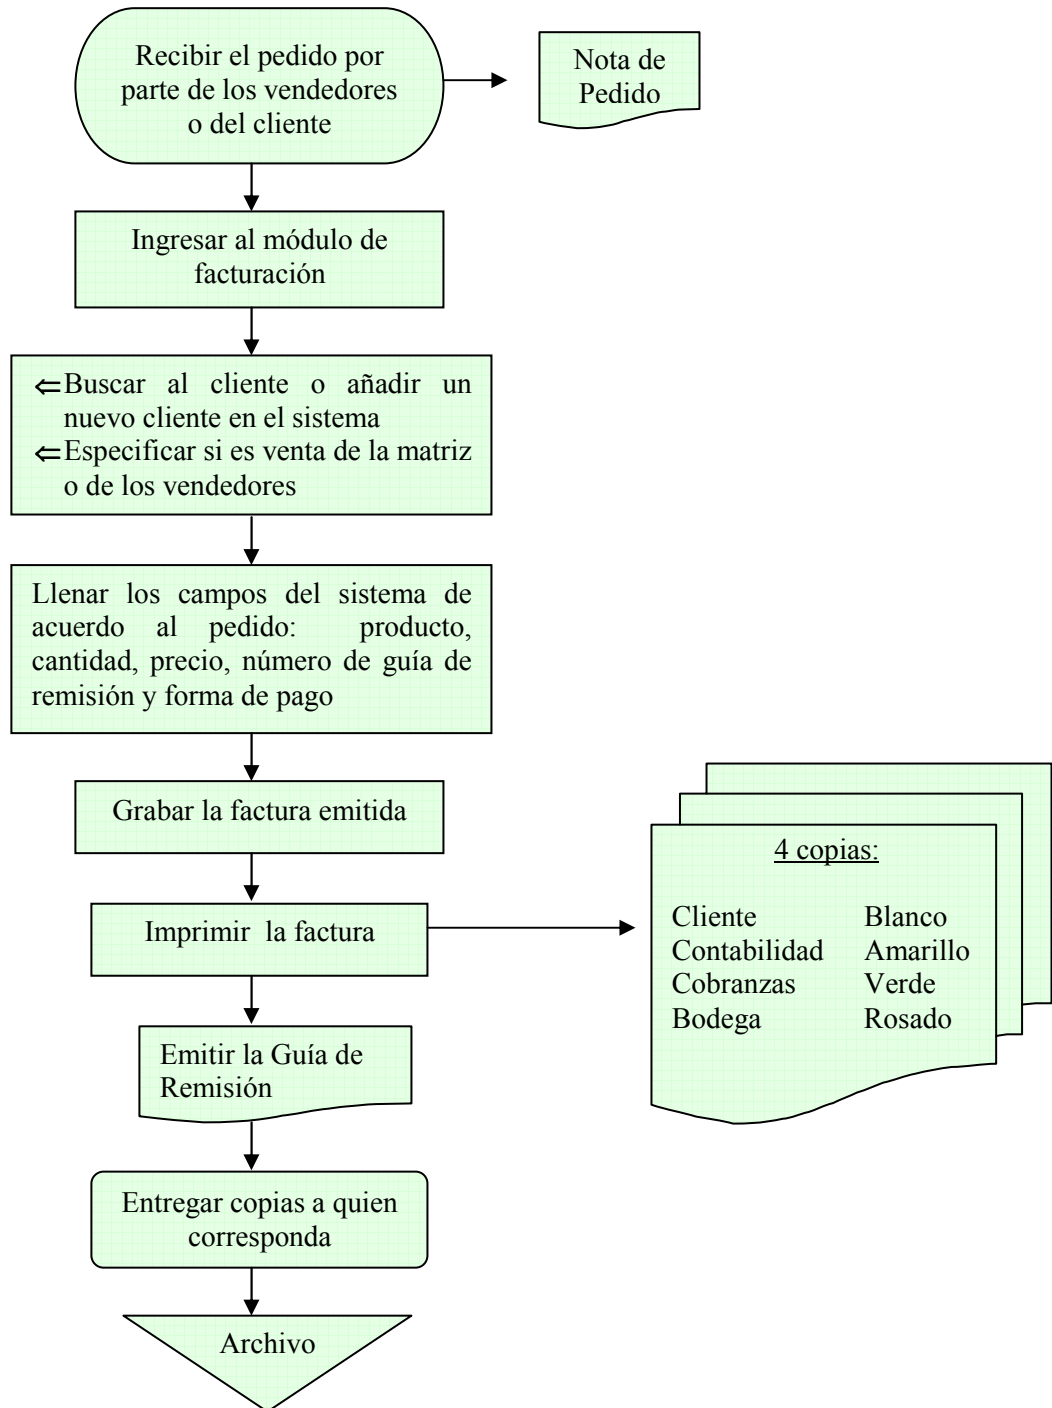 Recibir el pedido por
parte de los vendedores
o del cliente
Nota de
Pedido
Ingresar al módulo de
facturación
⇐Buscar al cliente o añadir un
nuevo cliente en el sistema
⇐Especificar si es venta de la matriz
o de los vendedores
Llenar los campos del sistema de
acuerdo al pedido: producto,
cantidad, precio, número de guía de
remisión y forma de pago
Grabar la factura emitida
Imprimir la factura
4 copias:
Cliente Blanco
Contabilidad Amarillo
Cobranzas Verde
Bodega Rosado
Emitir la Guía de
Remisión
Entregar copias a quien
corresponda
Archivo